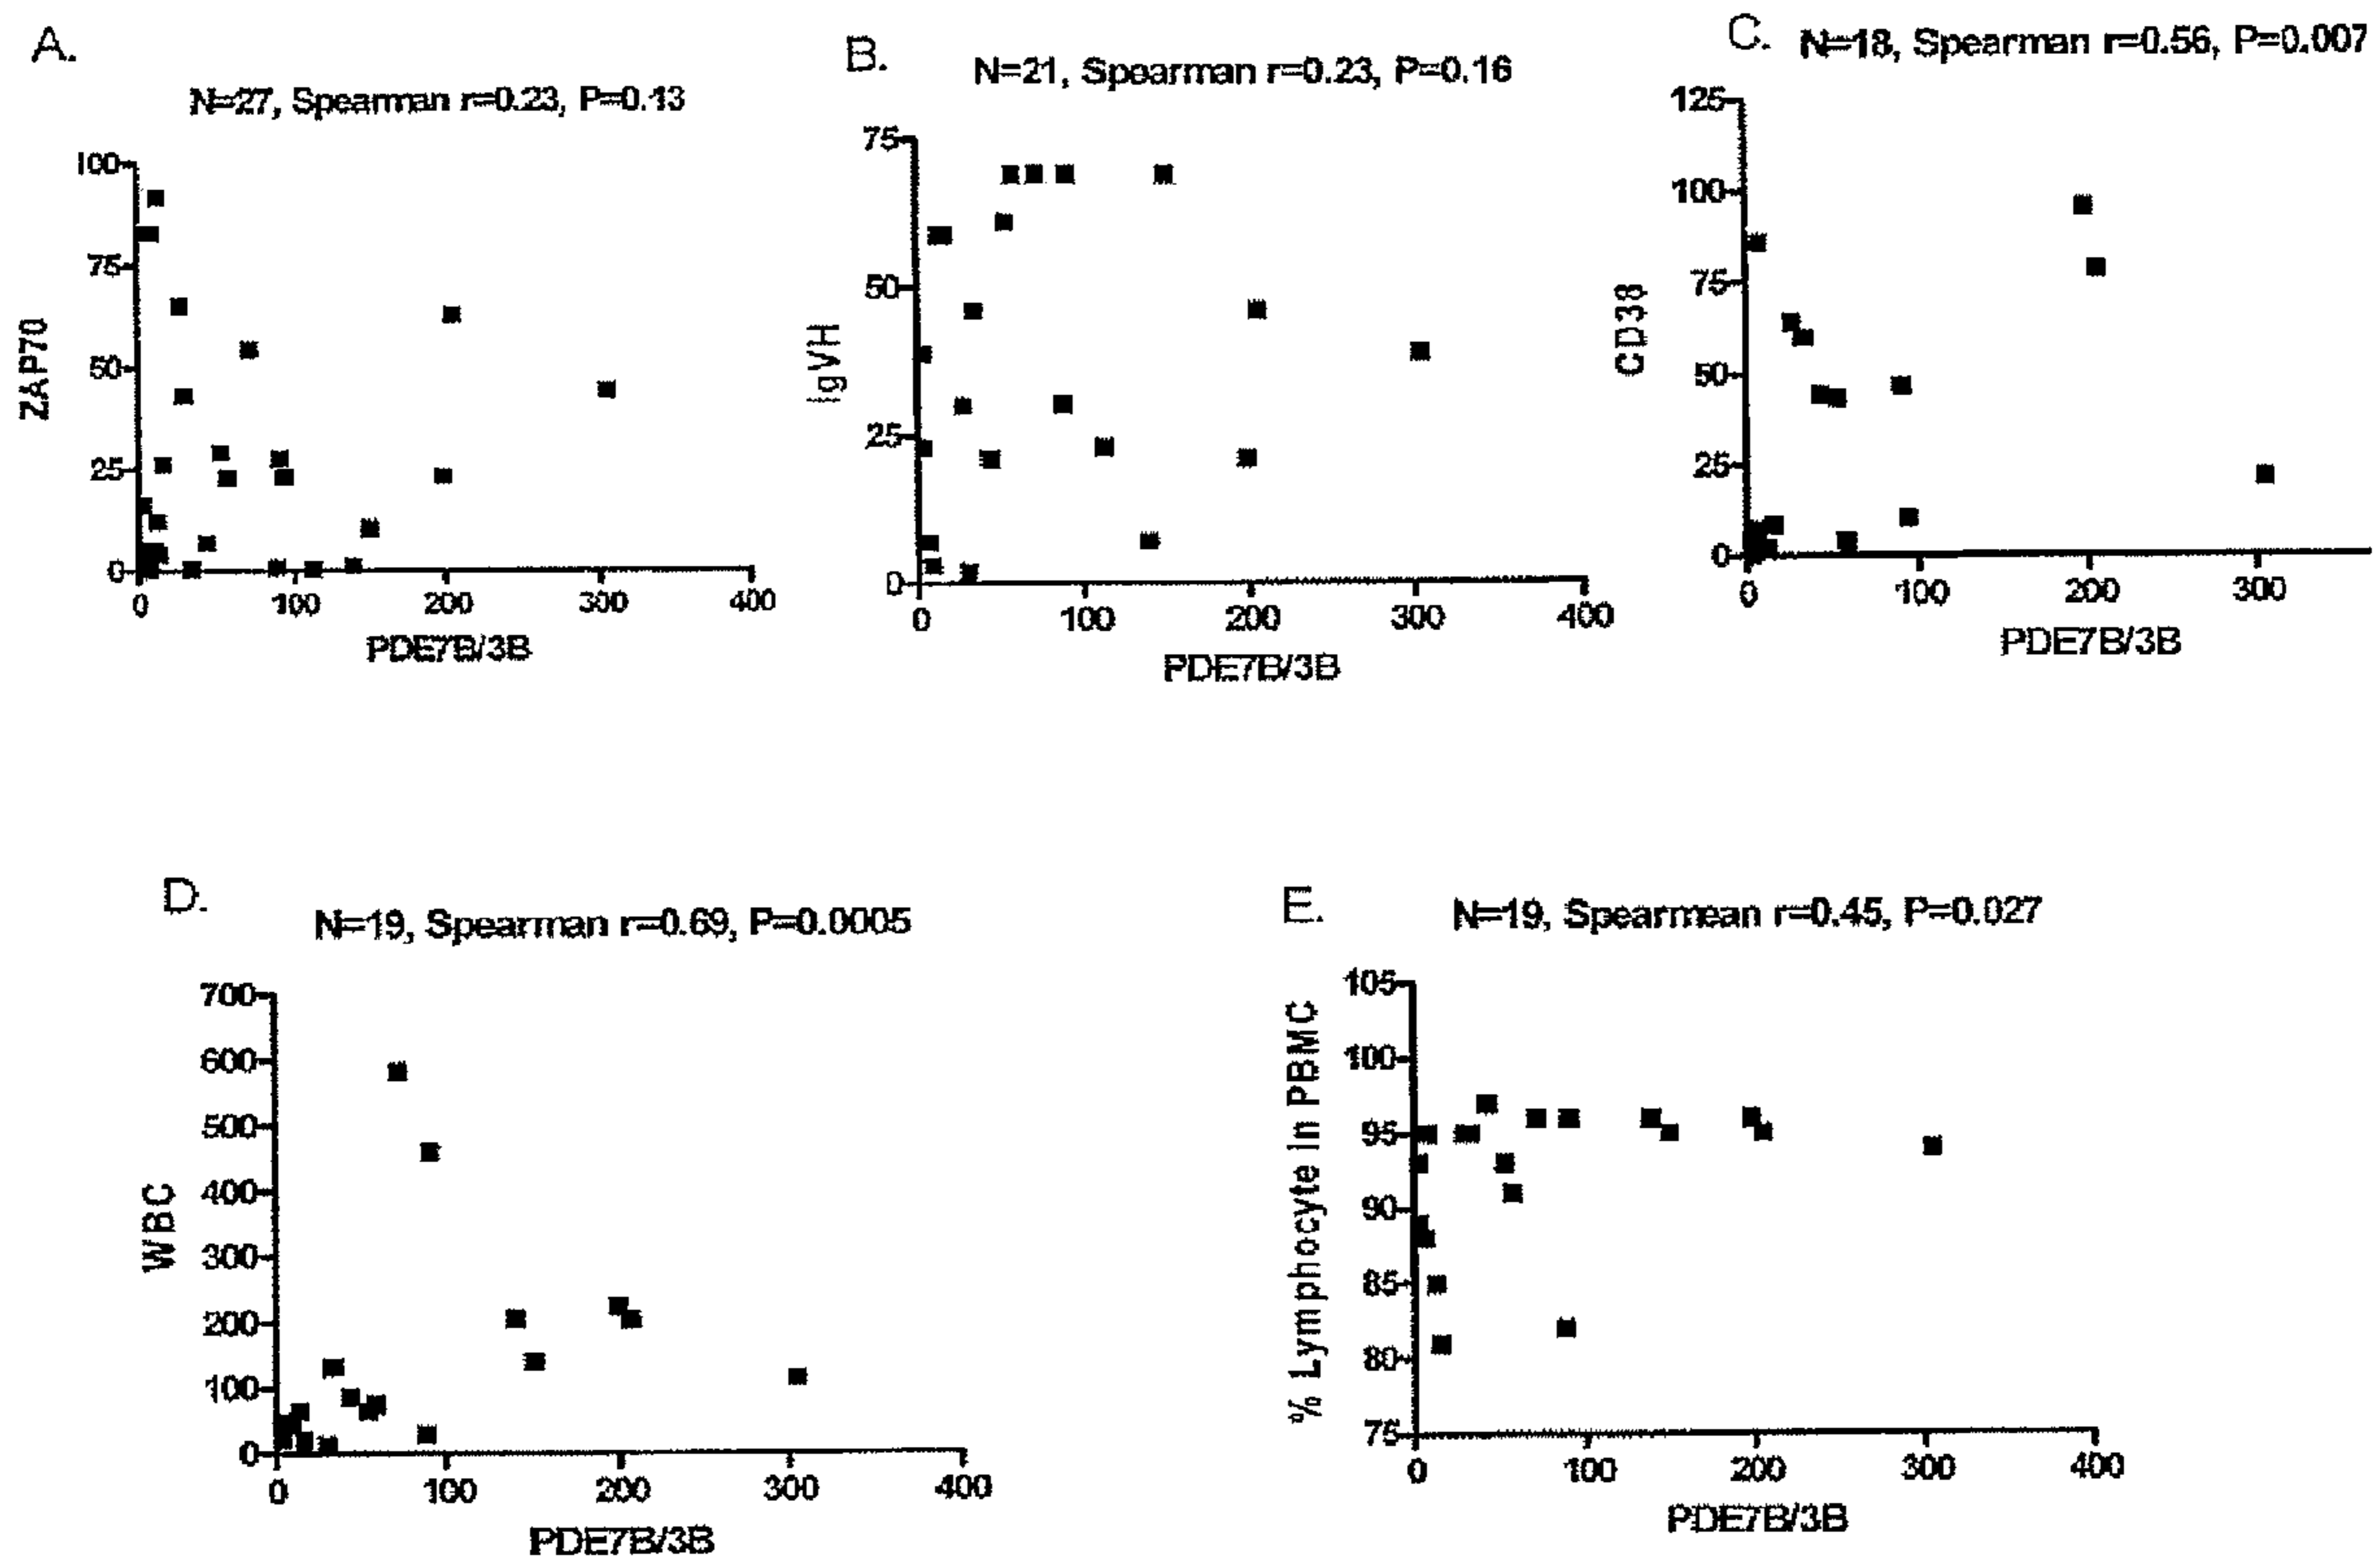 A.
N=27, Spearman r=0.23, P=0.13
100
75
50
25
0
ZAP70
0 100 200 300 400
PDE7B/3B
B.
N=21, Spearman r=0.23, P=0.16
75
50
25
0
IgVH
0 100 200 300 400
PDE7B/3B
C.
N=18, Spearman r=0.56, P=0.007
125
100
75
50
25
0
CD38
0 100 200 300
PDE7B/3B
D.
N=19, Spearman r=0.69, P=0.0005
700
600
500
400
300
200
100
0
WBC
0 100 200 300 400
PDE7B/3B
E.
N=19, Spearmean r=0.45, P=0.027
105
100
95
90
85
80
75
% Lymphocyte in PBMC
0 100 200 300 400
PDE7B/3B